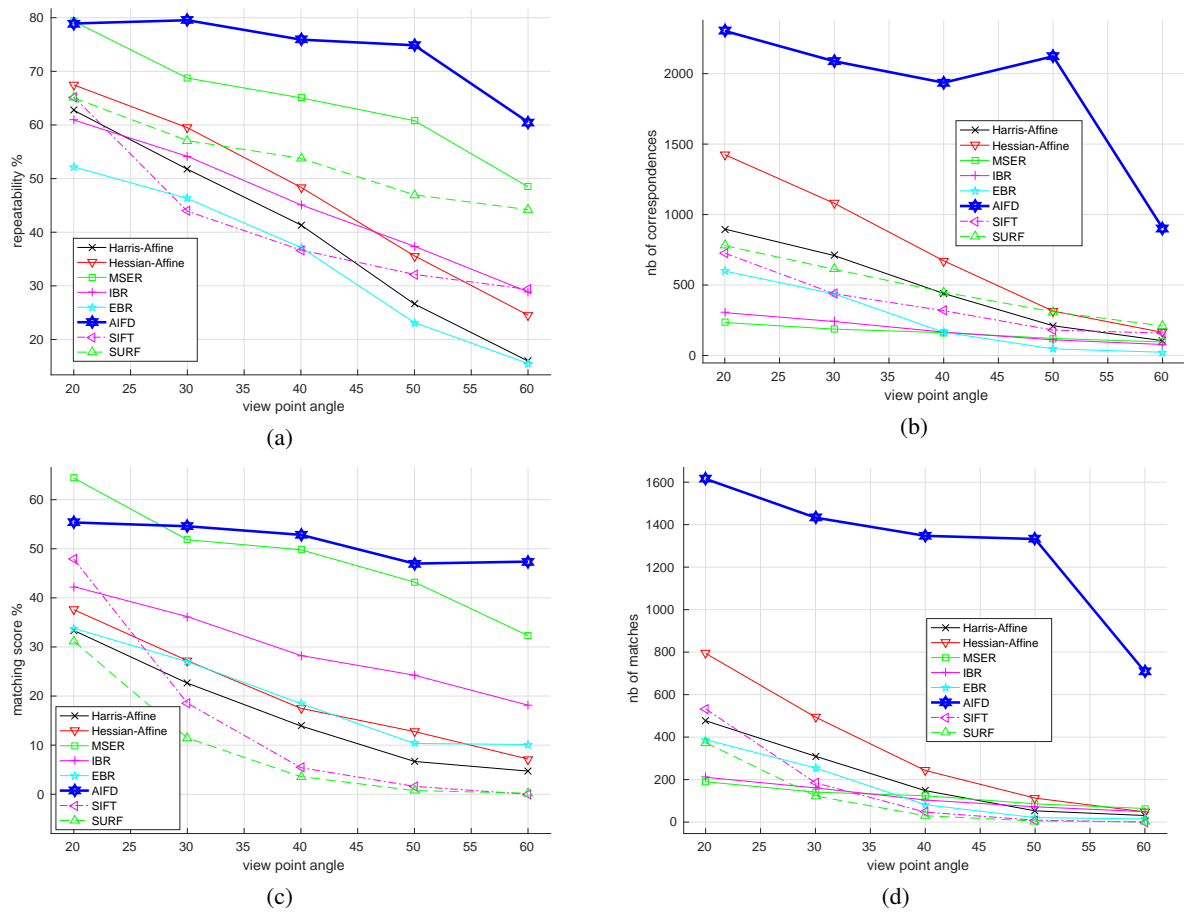 80
70
60
50
40
30
20
repeatability %
Harris-Affine
Hessian-Affine
MSER
IBR
EBR
AIFD
SIFT
SURF
20 25 30 35 40 45 50 55 60
view point angle
(a)
2000
1500
1000
500
0
nb of correspondences
Harris-Affine
Hessian-Affine
MSER
IBR
EBR
AIFD
SIFT
SURF
20 25 30 35 40 45 50 55 60
view point angle
(b)
60
50
40
30
20
10
0
matching score %
Harris-Affine
Hessian-Affine
MSER
IBR
EBR
AIFD
SIFT
SURF
20 25 30 35 40 45 50 55 60
view point angle
(c)
1600
1400
1200
1000
800
600
400
200
0
nb of matches
Harris-Affine
Hessian-Affine
MSER
IBR
EBR
AIFD
SIFT
SURF
20 25 30 35 40 45 50 55 60
view point angle
(d)